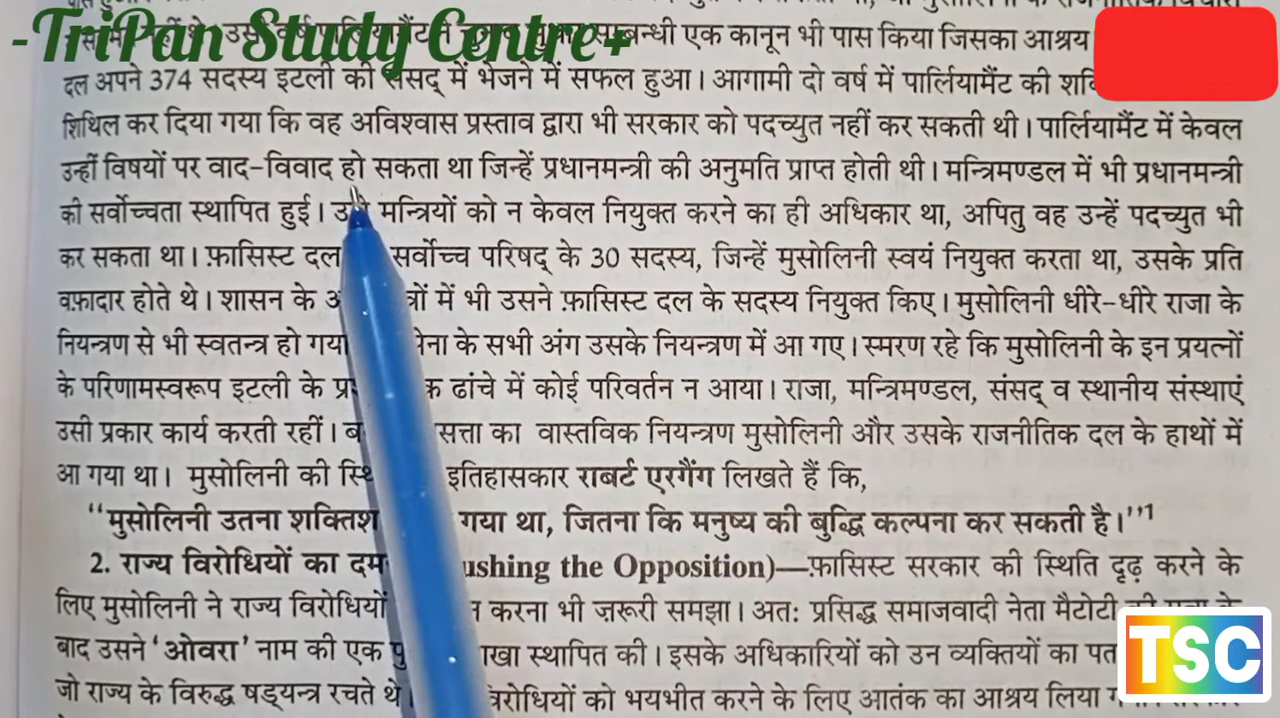 -TriPan Study Centre+
एक कानून भी पास किया जिसका आश्रय
दल अपने 374 सदस्य इटली की संसद् में भेजने में सफल हुआ। आगामी दो वर्ष में पार्लियामैंट की
शिथिल कर दिया गया कि वह अविश्वास प्रस्ताव द्वारा भी सरकार को पदच्युत नहीं कर सकती थी। पार्लियामैंट में केवल
उन्हीं विषयों पर वाद-विवाद हो सकता था जिन्हें प्रधानमन्त्री की अनुमति प्राप्त होती थी। मन्त्रिमण्डल में भी प्रधानमन्त्री
की सर्वोच्चता स्थापित हुई। मन्त्रियों को न केवल नियुक्त करने का ही अधिकार था, अपितु वह उन्हें पदच्युत भी
कर सकता था। फ़ासिस्ट दल सर्वोच्च परिषद् के 30 सदस्य, जिन्हें मुसोलिनी स्वयं नियुक्त करता था, उसके प्रति
वफ़ादार होते थे। शासन के में भी उसने फ़ासिस्ट दल के सदस्य नियुक्त किए। मुसोलिनी धीरे-धीरे राजा के
नियन्त्रण से भी स्वतन्त्र हो गया के सभी अंग उसके नियन्त्रण में आ गए। स्मरण रहे कि मुसोलिनी के इन प्रयत्नों
के परिणामस्वरूप इटली के ढांचे में कोई परिवर्तन न आया। राजा, मन्त्रिमण्डल, संसद् व स्थानीय संस्थाएं
उसी प्रकार कार्य करती रहीं। सत्ता का वास्तविक नियन्त्रण मुसोलिनी और उसके राजनीतिक दल के हाथों में
आ गया था। मुसोलिनी की इतिहासकार राबर्ट एरगैंग लिखते हैं कि,
“मुसोलिनी उतना गया था, जितना कि मनुष्य की बुद्धि कल्पना कर सकती है।”1
2. राज्य विरोधियों का the Opposition)—फ़ासिस्ट सरकार की स्थिति दृढ़ करने के
लिए मुसोलिनी ने राज्य विरोधियों करना भी ज़रूरी समझा। अतः प्रसिद्ध समाजवादी नेता मैटोटी
बाद उसने ‘ओवरा’ नाम की एक स्थापित की। इसके अधिकारियों को उन व्यक्तियों का
जो राज्य के विरुद्ध षड्यन्त्र रचते थे। को भयभीत करने के लिए आतंक का आश्रय लिया
TSC